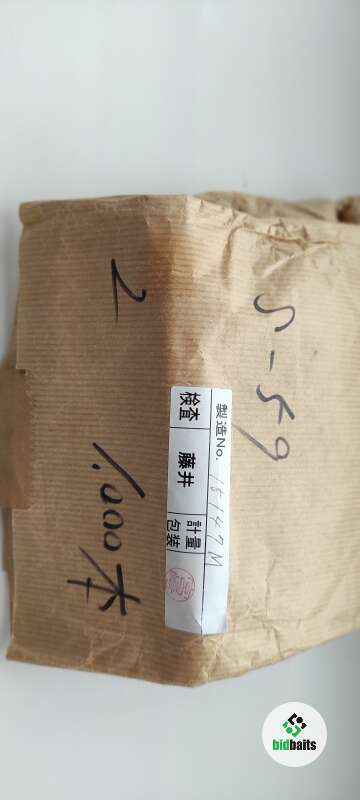 S-59
2 1.000本
製造No. 15147M
検査 藤井 計量包装
bidbaits